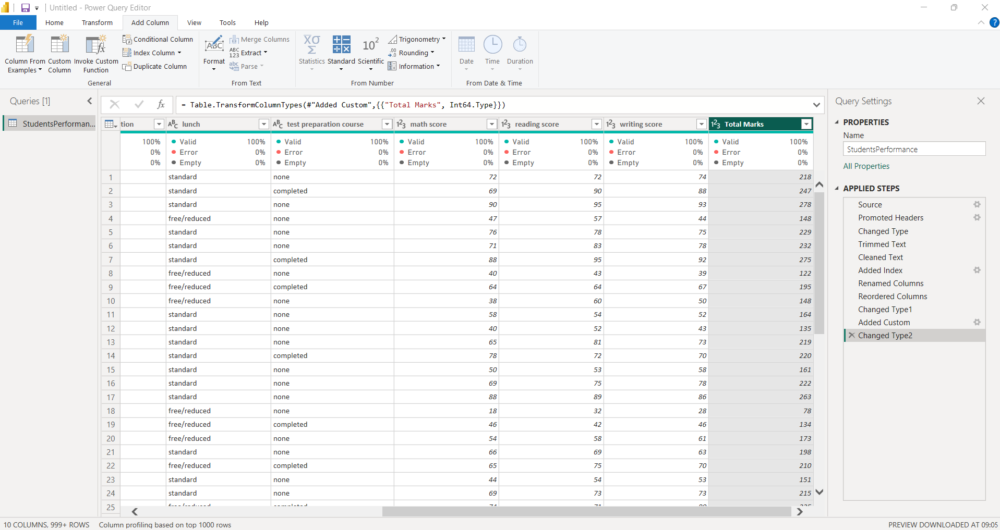 Untitled - Power Query Editor
File Home Transform Add Column View Tools Help
Column From Examples
Custom Column
Invoke Custom Function
Conditional Column
Index Column
Duplicate Column
General
Format
Merge Columns
Extract
Parse
From Text
Statistics
Standard
Scientific
Trigonometry
Rounding
Information
From Number
Date
Time
Duration
From Date & Time
Queries [1]
StudentsPerforman...
= Table.TransformColumnTypes(#"Added Custom",{{"Total Marks", Int64.Type}})
tion lunch test preparation course math score reading score writing score Total Marks
100% Valid 100% Valid 100% Valid 100% Valid 100% Valid 100% Valid 100%
0% Error 0% Error 0% Error 0% Error 0% Error 0% Error 0%
0% Empty 0% Empty 0% Empty 0% Empty 0% Empty 0% Empty 0%
1 standard none 72 72 74 218
2 standard completed 69 90 88 247
3 standard none 90 95 93 278
4 free/reduced none 47 57 44 148
5 standard none 76 78 75 229
6 standard none 71 83 78 232
7 standard completed 88 95 92 275
8 free/reduced none 40 43 39 122
9 free/reduced completed 64 64 67 195
10 free/reduced none 38 60 50 148
11 standard none 58 54 52 164
12 standard none 40 52 43 135
13 standard none 65 81 73 219
14 standard completed 78 72 70 220
15 standard none 50 53 58 161
16 standard none 69 75 78 222
17 standard none 88 89 86 263
18 free/reduced none 18 32 28 78
19 free/reduced completed 46 42 46 134
20 free/reduced none 54 58 61 173
21 standard none 66 69 63 198
22 free/reduced completed 65 75 70 210
23 standard none 44 54 53 151
24 standard none 69 73 73 215
25
Query Settings
PROPERTIES
Name
StudentsPerformance
All Properties
APPLIED STEPS
Source
Promoted Headers
Changed Type
Trimmed Text
Cleaned Text
Added Index
Renamed Columns
Reordered Columns
Changed Type1
Added Custom
Changed Type2
10 COLUMNS, 999+ ROWS Column profiling based on top 1000 rows
PREVIEW DOWNLOADED AT 09:05